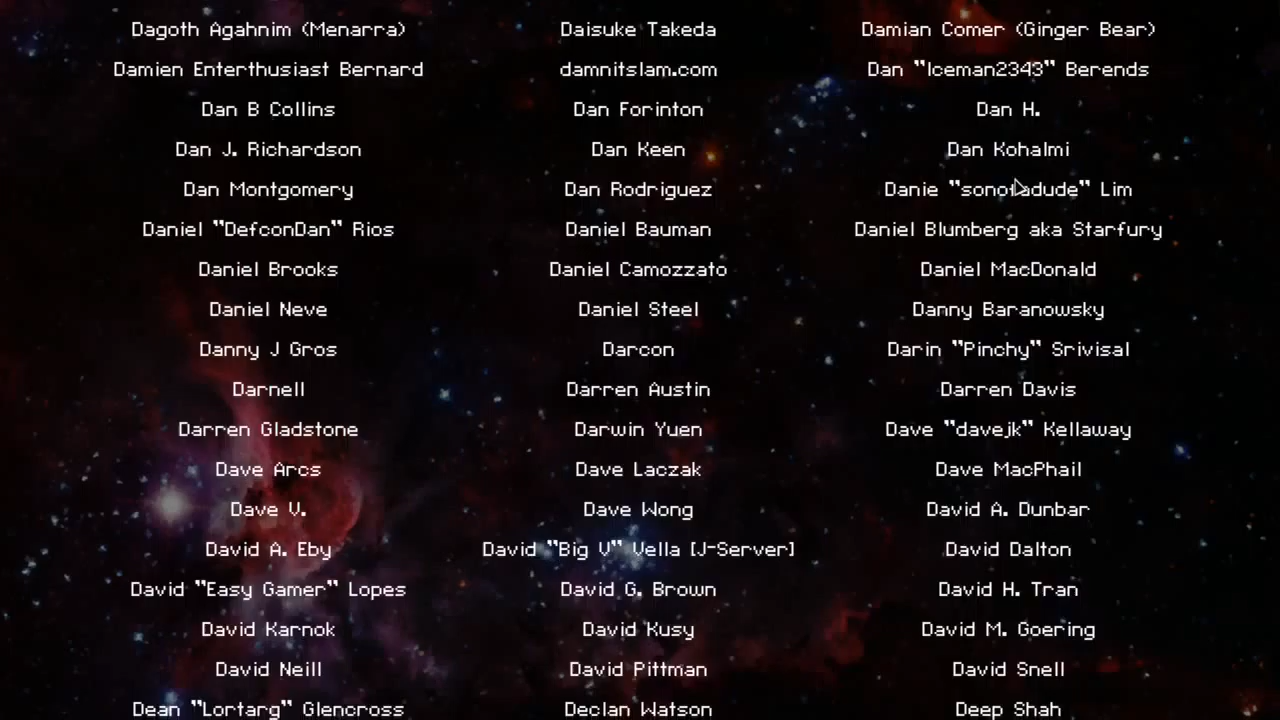 Dagoth Agahnim (Menarra) Daisuke Takeda Damian Comer (Ginger Bear)
Damien Enterthusiast Bernard damnitslam.com Dan "Iceman2343" Berends
Dan B Collins Dan Forinton Dan H.
Dan J. Richardson Dan Keen Dan Kohalmi
Dan Montgomery Dan Rodriguez Danie "sonofadude" Lim
Daniel "DefconDan" Rios Daniel Bauman Daniel Blumberg aka Starfury
Daniel Brooks Daniel Camozzato Daniel MacDonald
Daniel Neve Daniel Steel Danny Baranowsky
Danny J Gros Darcon Darin "Pinchy" Srivisal
Darnell Darren Austin Darren Davis
Darren Gladstone Darwin Yuen Dave "davejk" Kellaway
Dave Arcs Dave Laczak Dave MacPhail
Dave V. Dave Wong David A. Dunbar
David A. Eby David "Big V" Vella [J-Server] David Dalton
David "Easy Gamer" Lopes David G. Brown David H. Tran
David Karnok David Kusy David M. Goering
David Neill David Pittman David Snell
Dean "Lortarg" Glencross Declan Watson Deep Shah